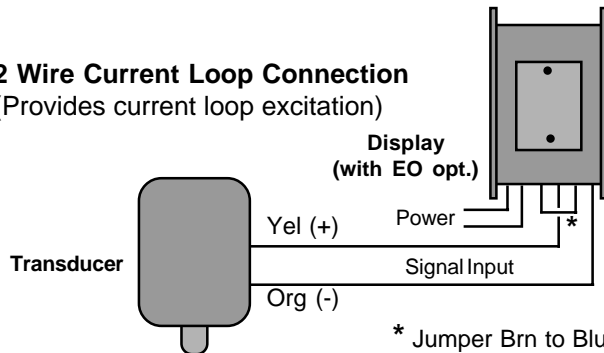 2 Wire Current Loop Connection
(Provides current loop excitation)
Display
(with EO opt.)
Power
*
Yel (+)
Transducer
Signal Input
Org (-)
* Jumper Brn to Blu